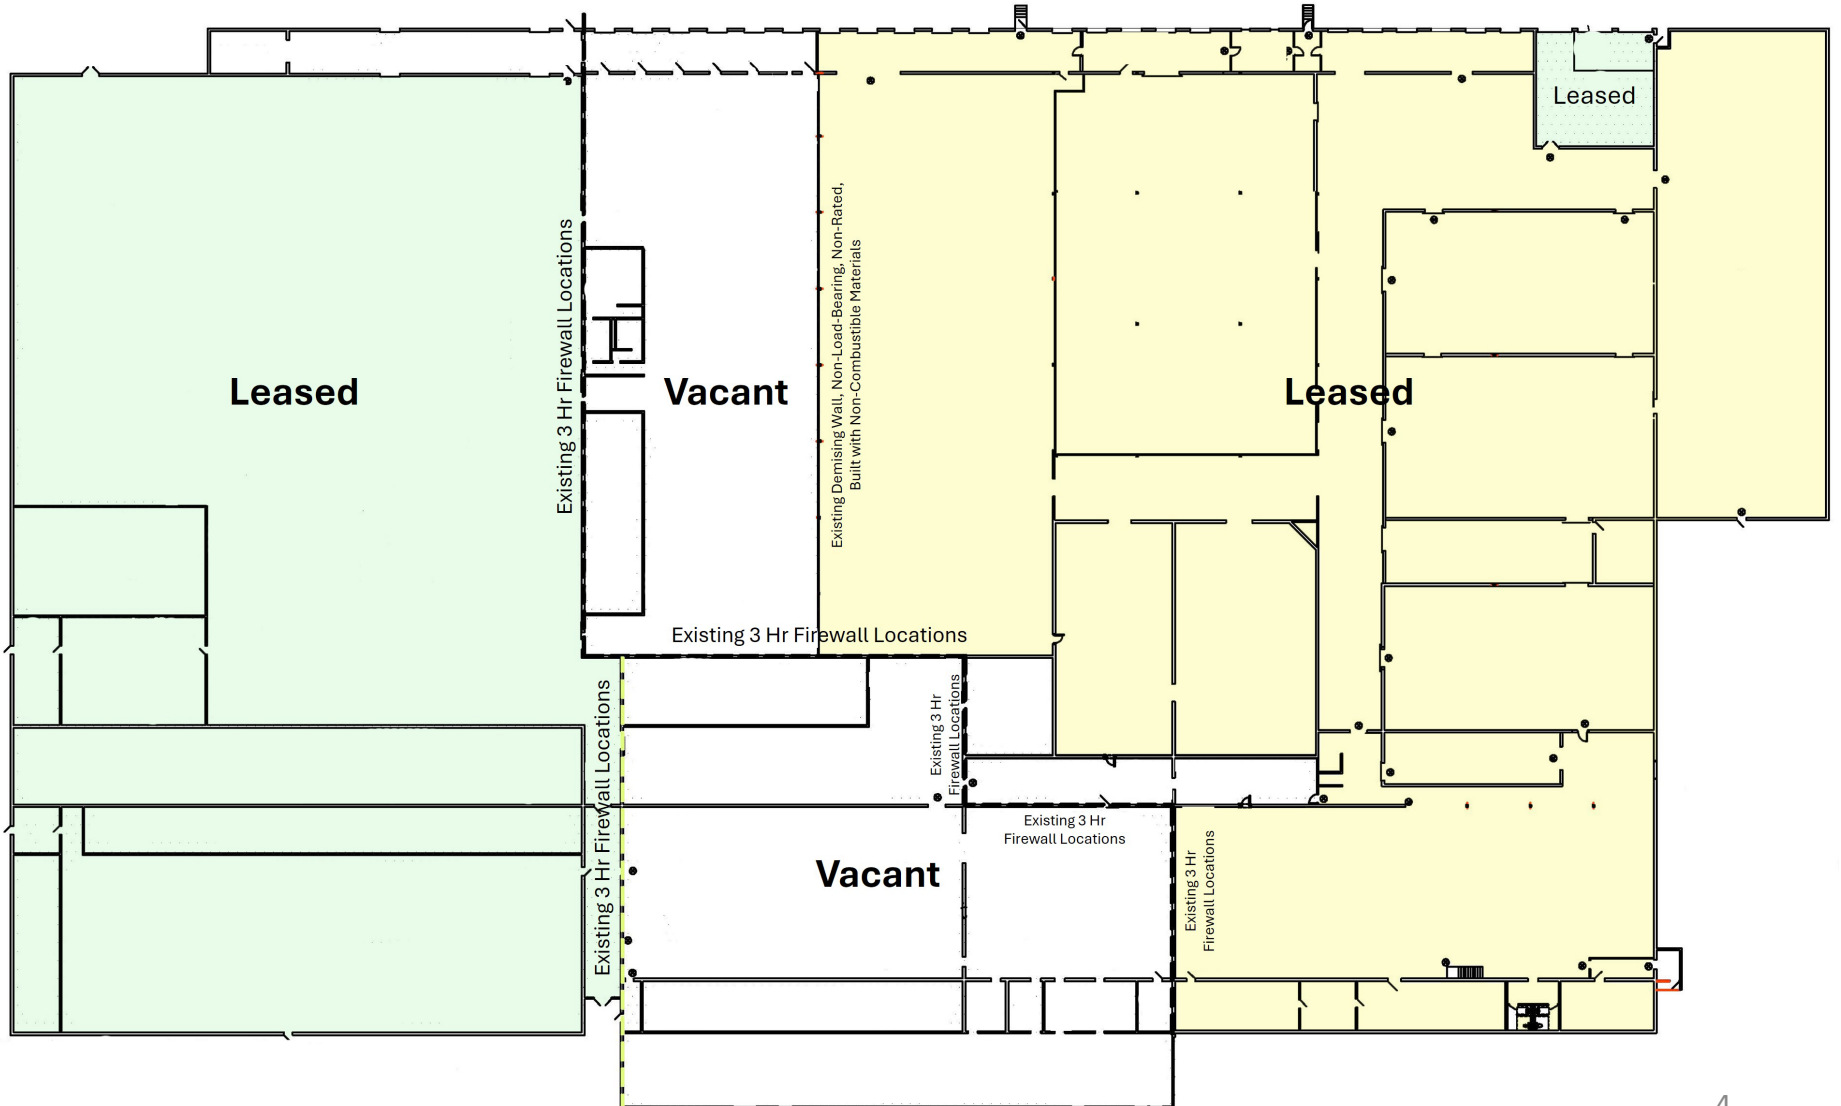 Leased
Existing 3 Hr Firewall Locations
Leased
Vacant
Existing Demising Wall, Non-Load-Bearing, Non-Rated,
Built with Non-Combustible Materials
Leased
Existing 3 Hr Firewall Locations
Existing 3 Hr Firewall Locations
Existing 3 Hr
Firewall Locations
Existing 3 Hr
Firewall Locations
Vacant
Existing 3 Hr
Firewall Locations
4